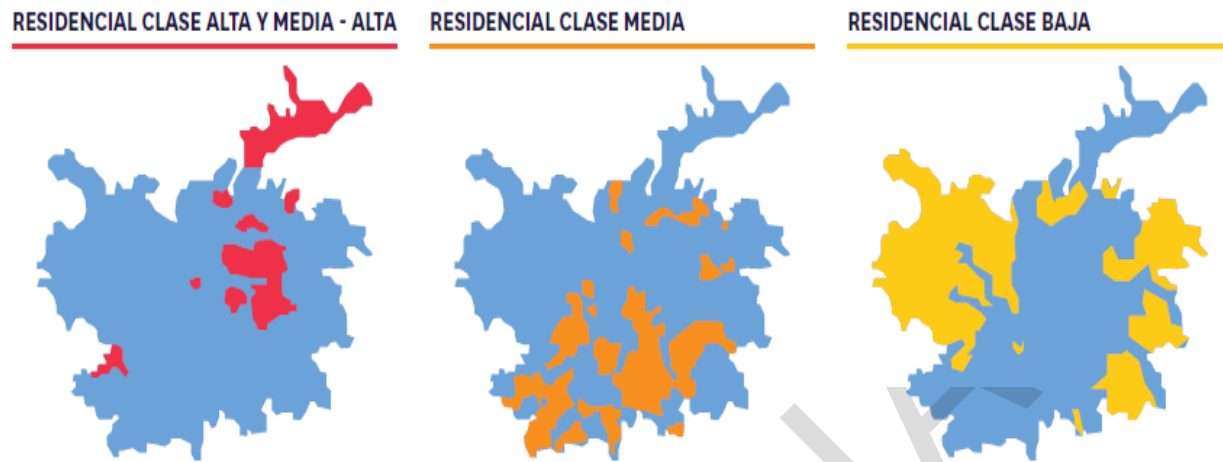 RESIDENCIAL CLASE ALTA Y MEDIA - ALTA
RESIDENCIAL CLASE MEDIA
RESIDENCIAL CLASE BAJA